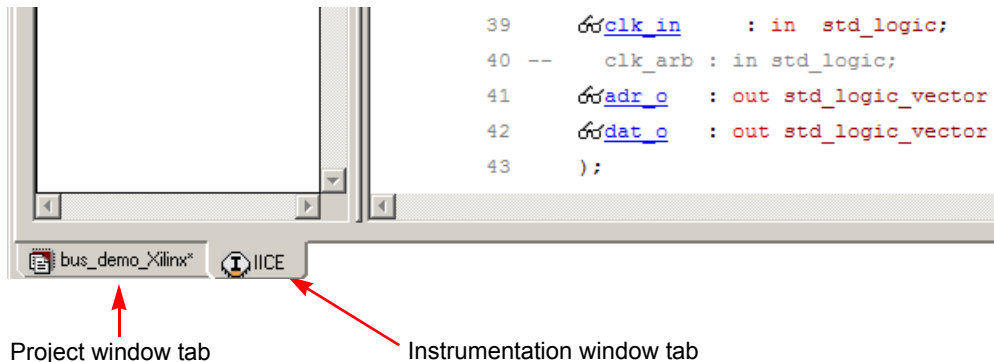 39 clk_in : in std_logic;
40 -- clk_arb : in std_logic;
41 adr_o : out std_logic_vector
42 dat_o : out std_logic_vector
43 );
bus_demo_Xilinx* IICE
Project window tab Instrumentation window tab